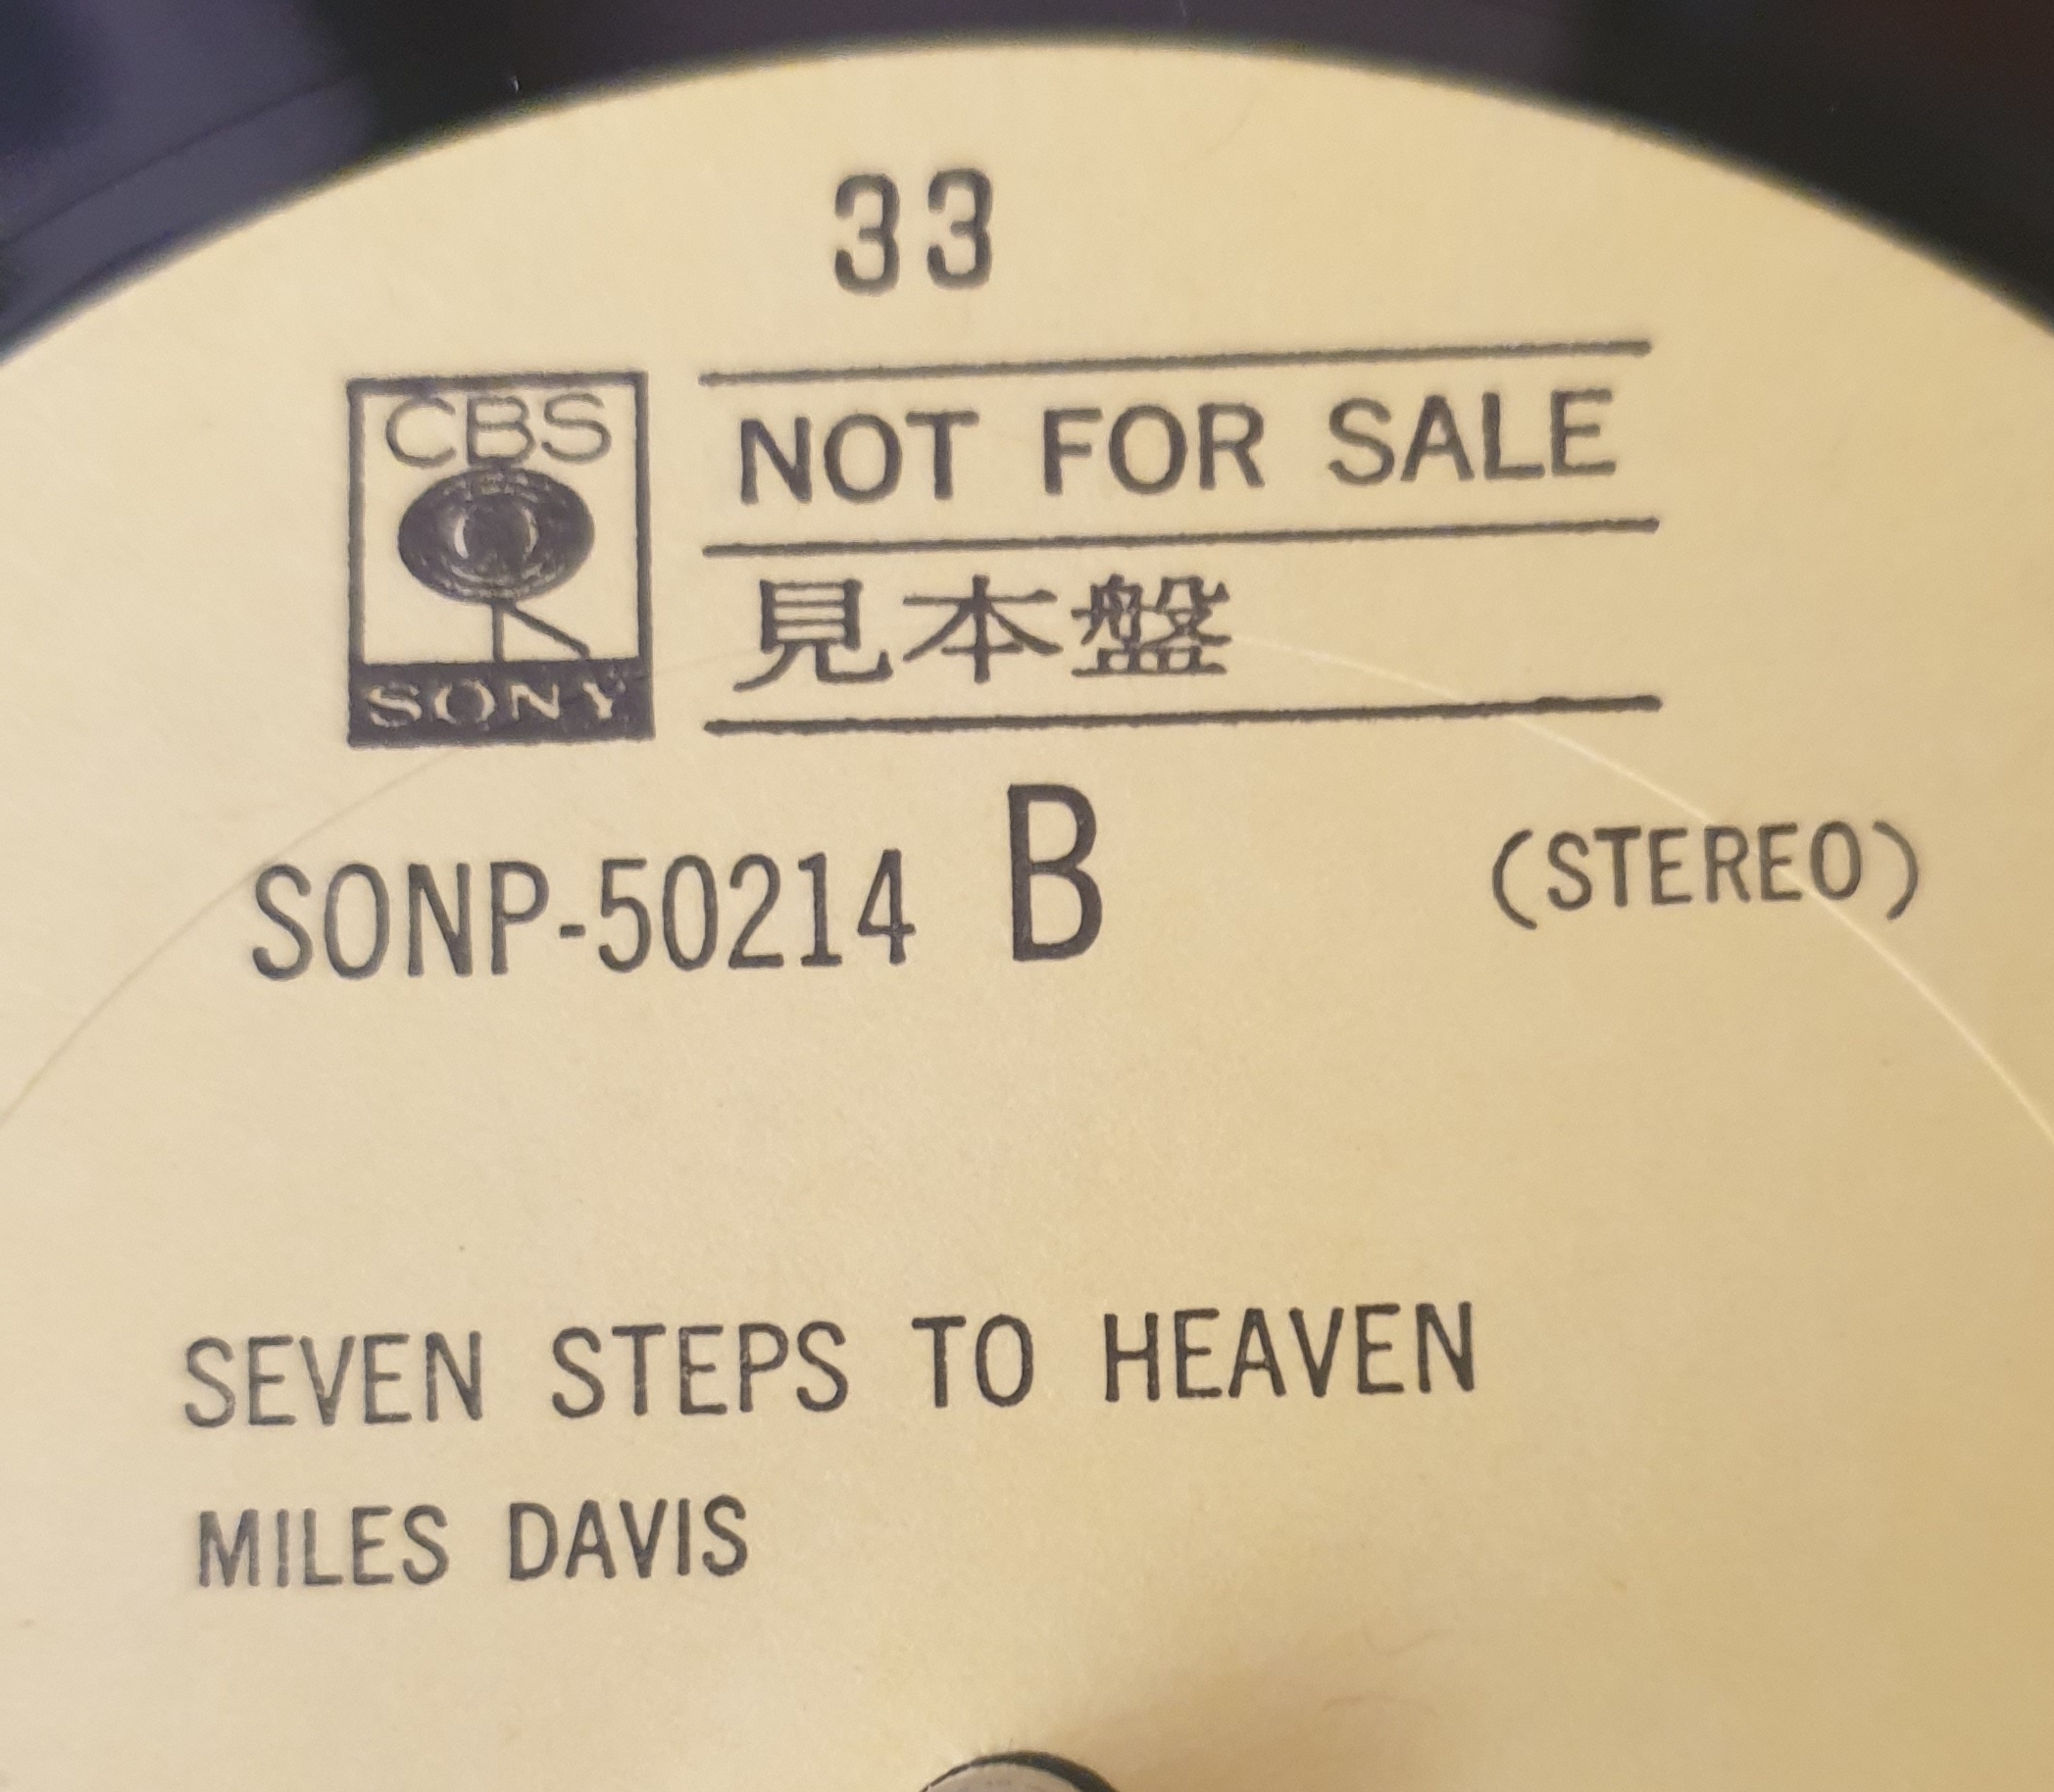 33
CBS
SONY
NOT FOR SALE
見本盤
SONP-50214 B (STEREO)
SEVEN STEPS TO HEAVEN
MILES DAVIS